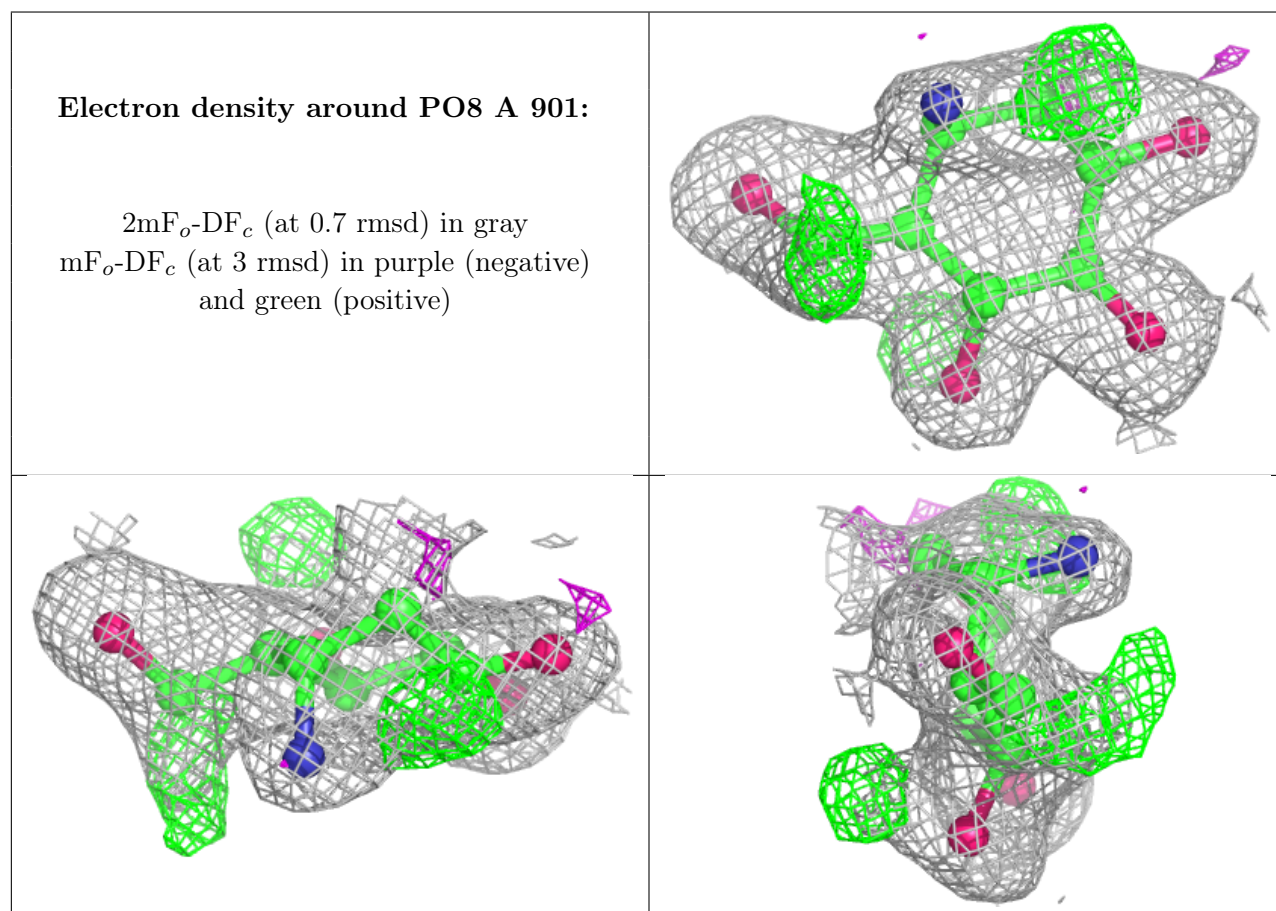 Electron density around PO8 A 901:
2mFo-DFc (at 0.7 rmsd) in gray
mFo-DFc (at 3 rmsd) in purple (negative)
and green (positive)